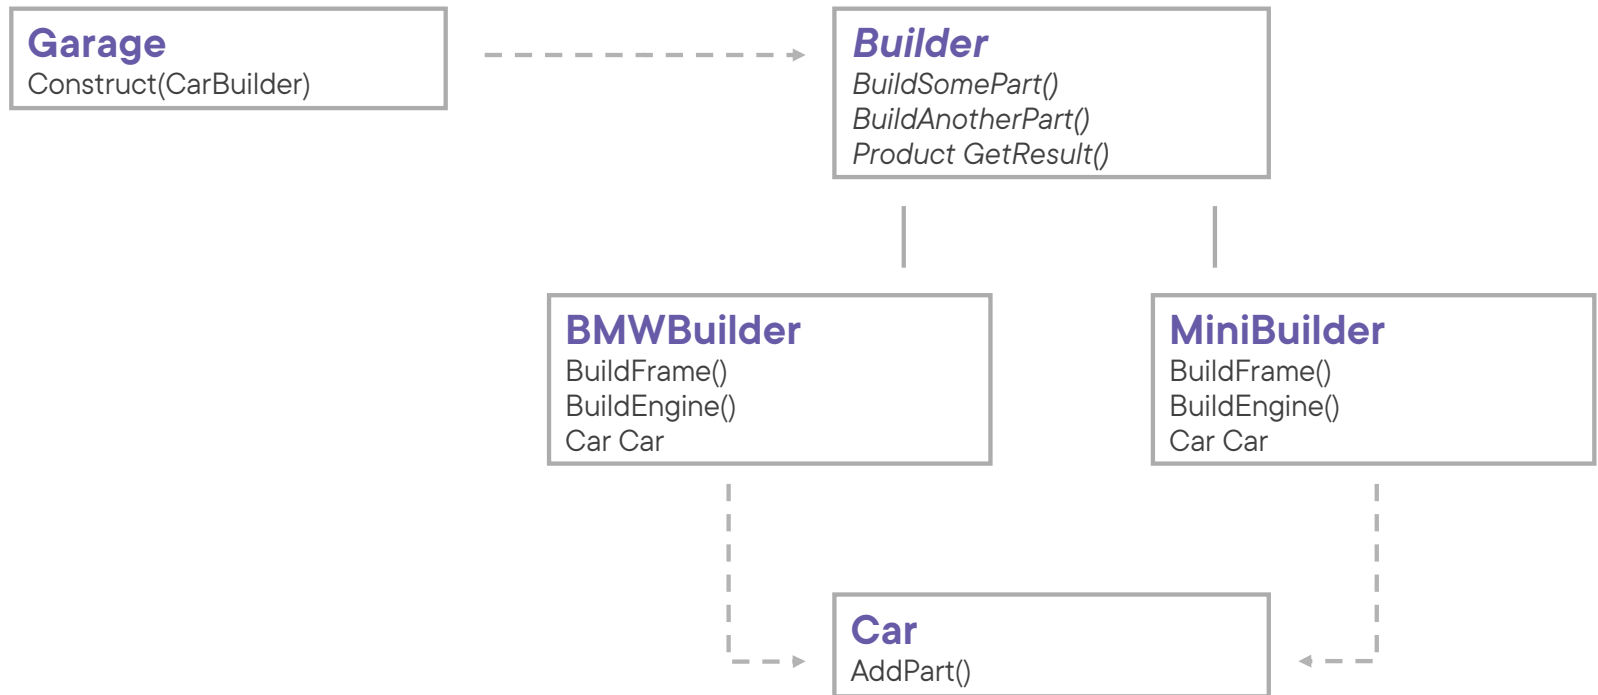 Garage
Construct(CarBuilder)
Builder
BuildSomePart()
BuildAnotherPart()
Product GetResult()
BMWBuilder
BuildFrame()
BuildEngine()
Car Car
MiniBuilder
BuildFrame()
BuildEngine()
Car Car
Car
AddPart()